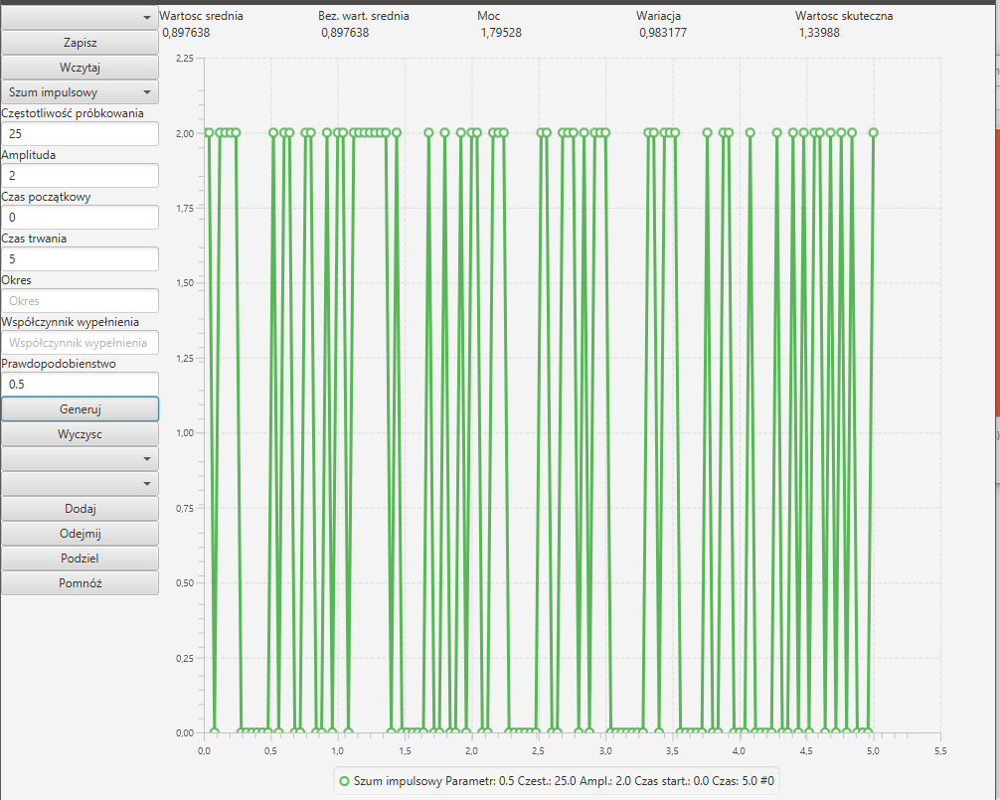 Wartosc srednia Bez. wart. srednia Moc Wariacja Wartosc skuteczna
0,897638 0,897638 1,79528 0,983177 1,33988
Zapisz
Wczytaj
Szum impulsowy
Częstotliwość próbkowania
25
Amplituda
2
Czas początkowy
0
Czas trwania
5
Okres
Okres
Współczynnik wypełnienia
Współczynnik wypełnienia
Prawdopodobienstwo
0.5
Generuj
Wyczysc
Dodaj
Odejmij
Podziel
Pomnóż
2,25
2,00
1,75
1,50
1,25
1,00
0,75
0,50
0,25
0,00
0,0 0,5 1,0 1,5 2,0 2,5 3,0 3,5 4,0 4,5 5,0 5,5
Szum impulsowy Parametr: 0.5 Czest.: 25.0 Ampl.: 2.0 Czas start.: 0.0 Czas: 5.0 #0